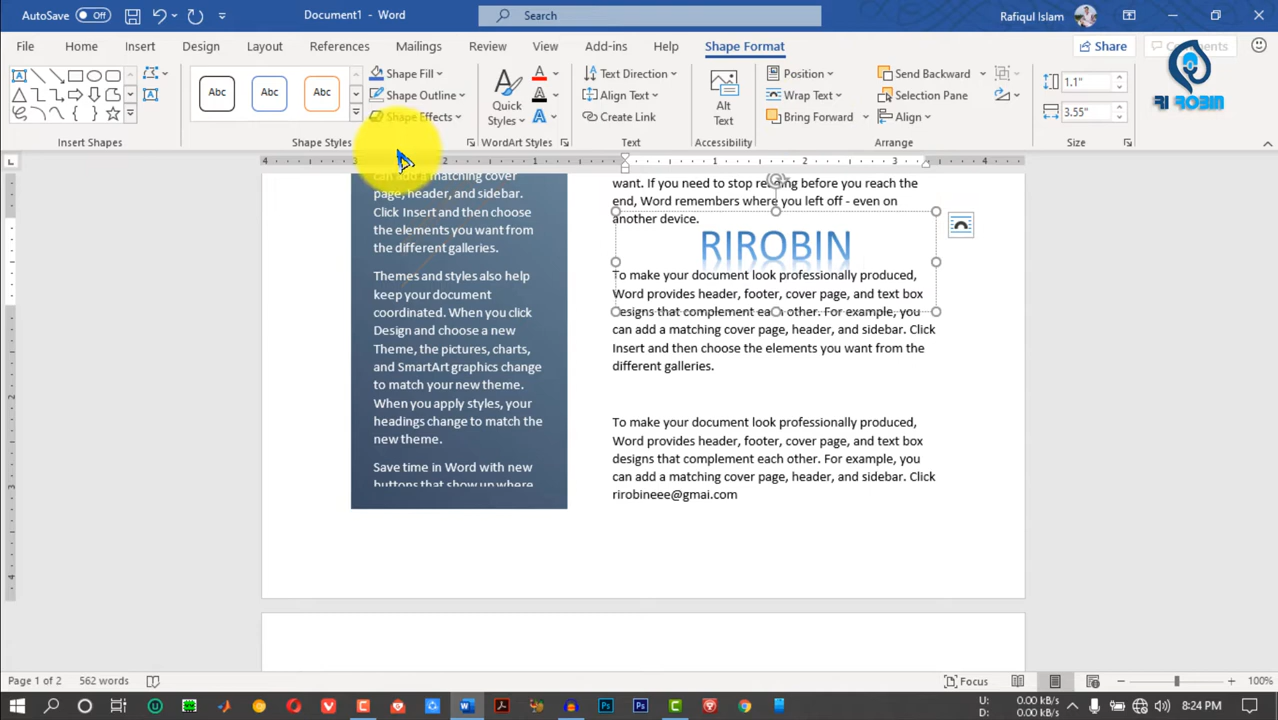 AutoSave Off Document1 - Word Search Rafiqul Islam
File Home Insert Design Layout References Mailings Review View Add-ins Help Shape Format Share Comments
RI ROBIN
Abc Abc Abc
Shape Fill
Shape Outline
Shape Effects
Quick Styles
Text Direction
Align Text
Create Link
Alt Text
Position
Wrap Text
Bring Forward
Send Backward
Selection Pane
Align
1.1"
3.55"
Insert Shapes Shape Styles WordArt Styles Text Accessibility Arrange Size
4 3 2 1 1 2 3 4
can add a matching cover
page, header, and sidebar.
Click Insert and then choose
the elements you want from
the different galleries.
Themes and styles also help
keep your document
coordinated. When you click
Design and choose a new
Theme, the pictures, charts,
and SmartArt graphics change
to match your new theme.
When you apply styles, your
headings change to match the
new theme.
Save time in Word with new
buttons that show up where
want. If you need to stop reading before you reach the
end, Word remembers where you left off - even on
another device.
RIROBIN
To make your document look professionally produced,
Word provides header, footer, cover page, and text box
designs that complement each other. For example, you
can add a matching cover page, header, and sidebar. Click
Insert and then choose the elements you want from the
different galleries.
To make your document look professionally produced,
Word provides header, footer, cover page, and text box
designs that complement each other. For example, you
can add a matching cover page, header, and sidebar. Click
rirobineee@gmai.com
Page 1 of 2 562 words Focus 100%
U: 0.00 kB/s
D: 0.00 kB/s
8:24 PM